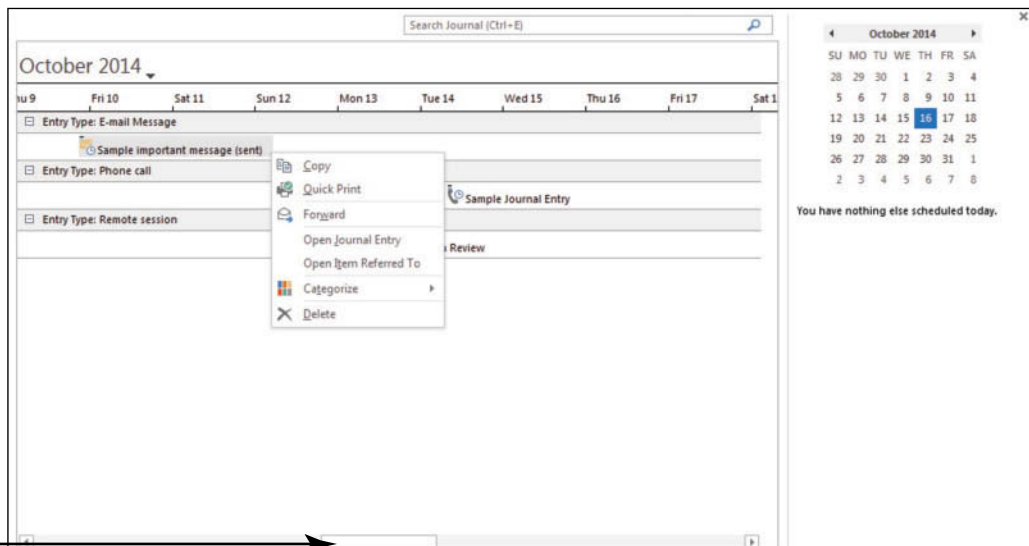 Search Journal (Ctrl+E)
October 2014
hu 9 Fri 10 Sat 11 Sun 12 Mon 13 Tue 14 Wed 15 Thu 16 Fri 17 Sat 1
Entry Type: E-mail Message
Sample important message (sent)
Entry Type: Phone call
Sample Journal Entry
Entry Type: Remote session
Review
Copy
Quick Print
Forward
Open Journal Entry
Open Item Referred To
Categorize
Delete
October 2014
SU MO TU WE TH FR SA
28 29 30 1 2 3 4
5 6 7 8 9 10 11
12 13 14 15 16 17 18
19 20 21 22 23 24 25
26 27 28 29 30 31 1
2 3 4 5 6 7 8
You have nothing else scheduled today.